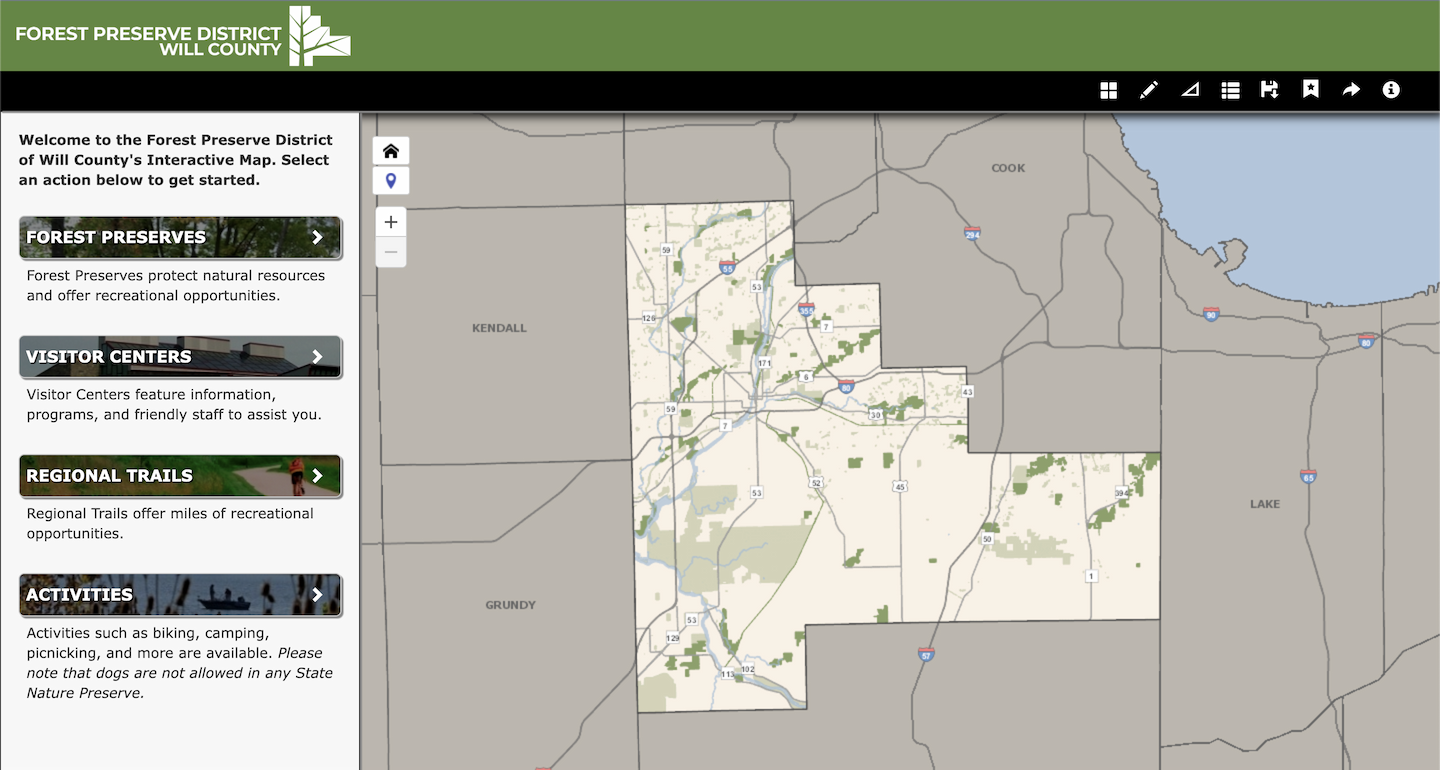 FOREST PRESERVE DISTRICT
WILL COUNTY
Welcome to the Forest Preserve District
of Will County's Interactive Map. Select
an action below to get started.
FOREST PRESERVES
Forest Preserves protect natural resources
and offer recreational opportunities.
VISITOR CENTERS
Visitor Centers feature information,
programs, and friendly staff to assist you.
REGIONAL TRAILS
Regional Trails offer miles of recreational
opportunities.
ACTIVITIES
Activities such as biking, camping,
picnicking, and more are available. Please
note that dogs are not allowed in any State
Nature Preserve.
+
−
COOK
294
59
55
53
126
355
7
90
80
KENDALL
171
6
80
43
59
30
7
53
52
45
394
65
LAKE
50
1
GRUNDY
53
129
57
113
102